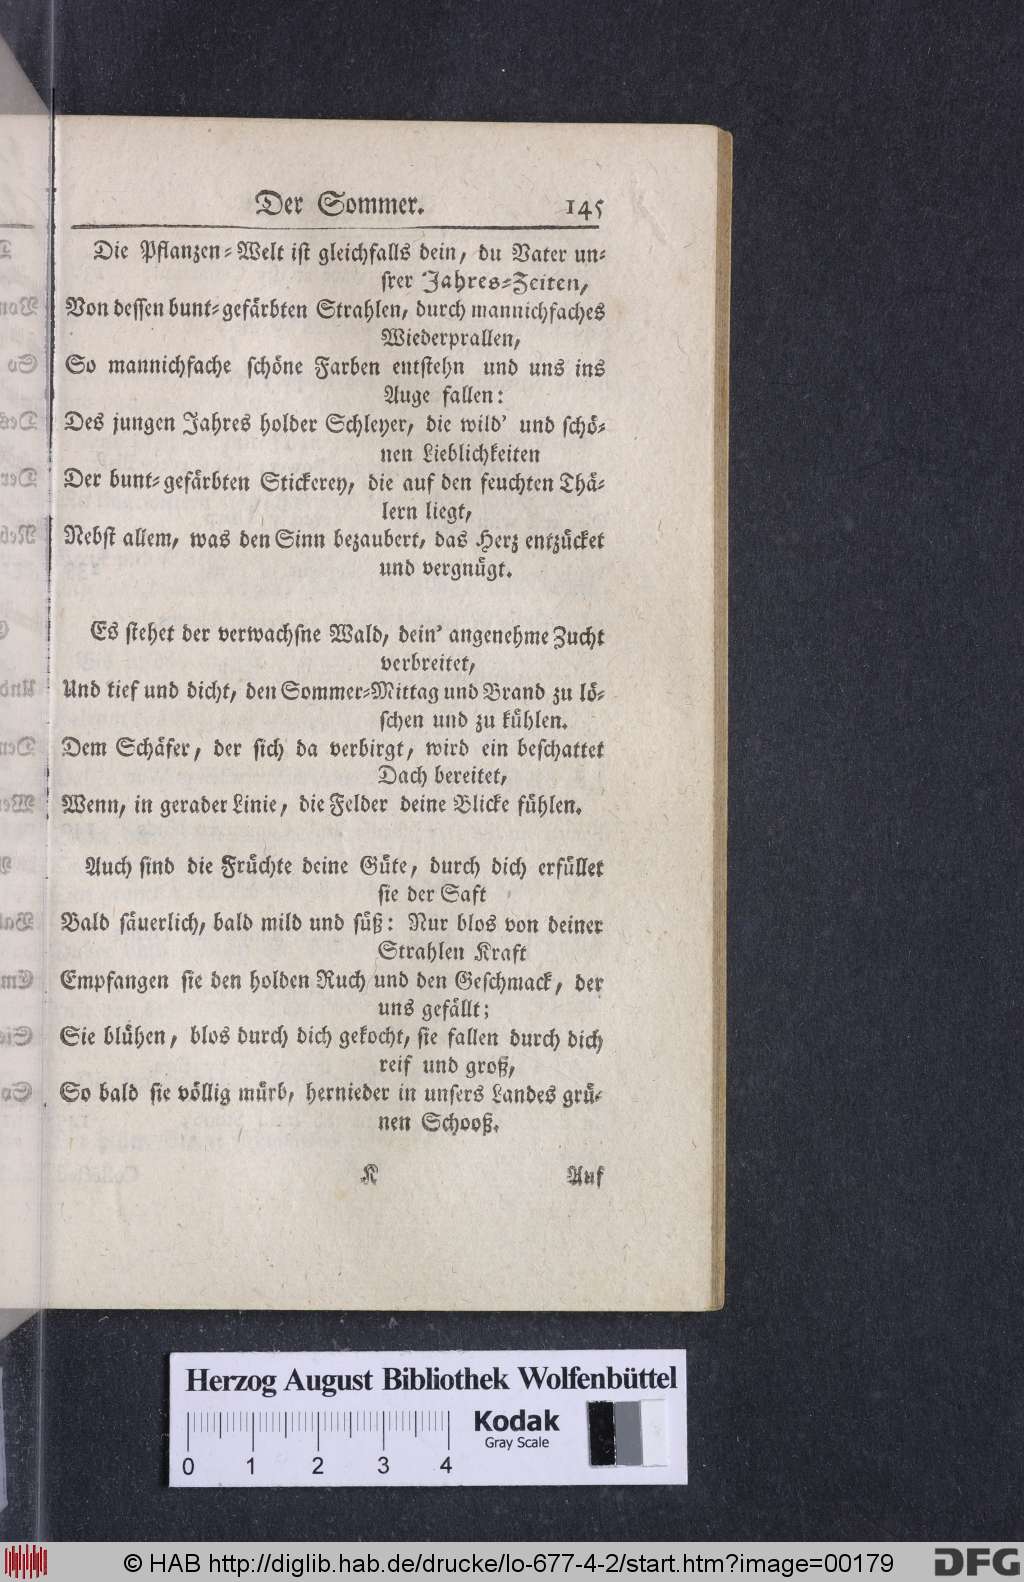 Der Sommer. 145
Die Pflanzen-Welt ist gleichfalls dein, du Vater un-
srer Jahres-Zeiten,
Von dessen bunt-gefärbten Strahlen, durch mannichfaches
Wiederprallen,
So mannichfache schöne Farben entstehn und uns ins
Auge fallen:
Des jungen Jahres holder Schleyer, die wild' und schö-
nen Lieblichkeiten
Der bunt-gefärbten Stickerey, die auf den feuchten Thä-
lern liegt,
Nebst allem, was den Sinn bezaubert, das Herz entzücket
und vergnügt.
Es stehet der verwachsne Wald, dein' angenehme Zucht
verbreitet,
Und tief und dicht, den Sommer-Mittag und Brand zu lö-
schen und zu kühlen.
Dem Schäfer, der sich da verbirgt, wird ein beschattet
Dach bereitet,
Wenn, in gerader Linie, die Felder deine Blicke fühlen.
Auch sind die Früchte deine Güte, durch dich erfüllet
sie der Saft
Bald säuerlich, bald mild und süß: Nur blos von deiner
Strahlen Kraft
Empfangen sie den holden Ruch und den Geschmack, der
uns gefällt;
Sie blühen, blos durch dich gekocht, sie fallen durch dich
reif und groß,
So bald sie völlig mürb, hernieder in unsers Landes grü-
nen Schooß.
K Auf
Herzog August Bibliothek Wolfenbüttel
Kodak
Gray Scale
0 1 2 3 4
© HAB http://diglib.hab.de/drucke/lo-677-4-2/start.htm?image=00179
DFG